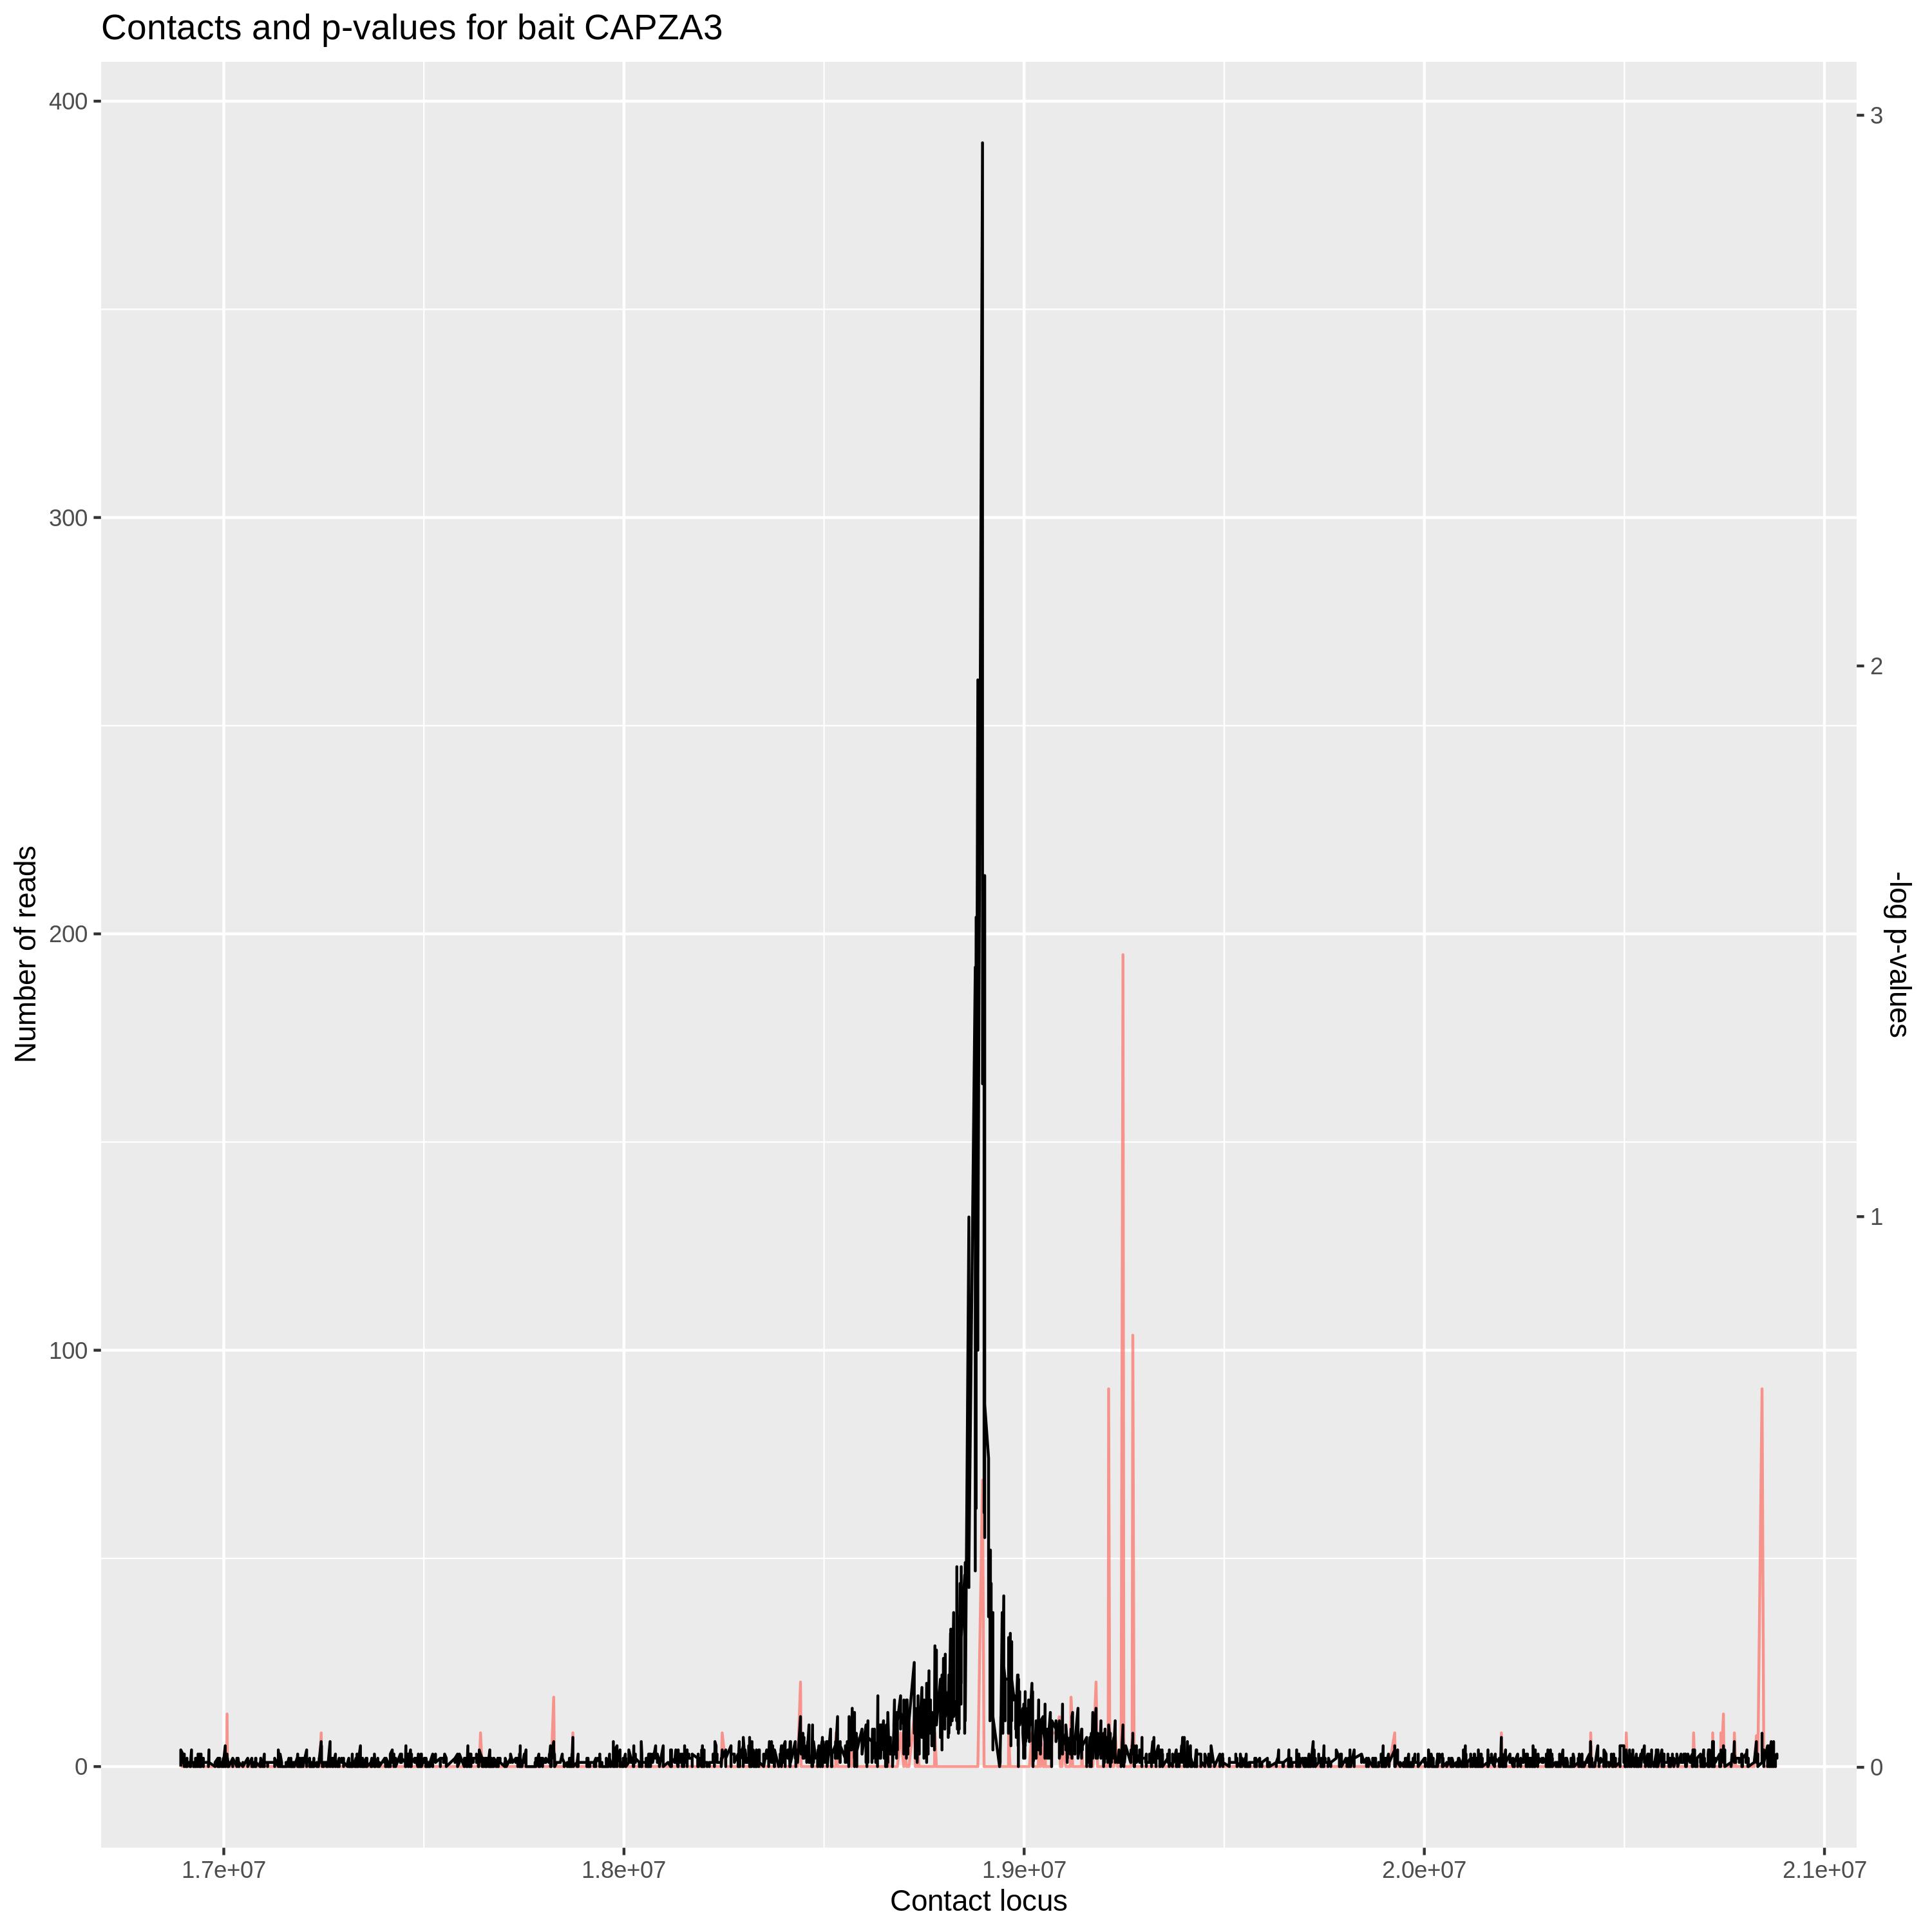 Contacts and p-values for bait CAPZA3
400
300
200
100
0
Number of reads
3
2
1
0
-log p-values
1.7e+07
1.8e+07
1.9e+07
2.0e+07
2.1e+07
Contact locus